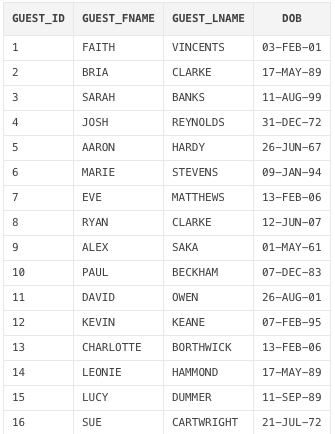 GUEST_ID GUEST_FNAME GUEST_LNAME DOB
1 FAITH VINCENTS 03-FEB-01
2 BRIA CLARKE 17-MAY-89
3 SARAH BANKS 11-AUG-99
4 JOSH REYNOLDS 31-DEC-72
5 AARON HARDY 26-JUN-67
6 MARIE STEVENS 09-JAN-94
7 EVE MATTHEWS 13-FEB-06
8 RYAN CLARKE 12-JUN-07
9 ALEX SAKA 01-MAY-61
10 PAUL BECKHAM 07-DEC-83
11 DAVID OWEN 26-AUG-01
12 KEVIN KEANE 07-FEB-95
13 CHARLOTTE BORTHWICK 13-FEB-06
14 LEONIE HAMMOND 17-MAY-89
15 LUCY DUMMER 11-SEP-89
16 SUE CARTWRIGHT 21-JUL-72